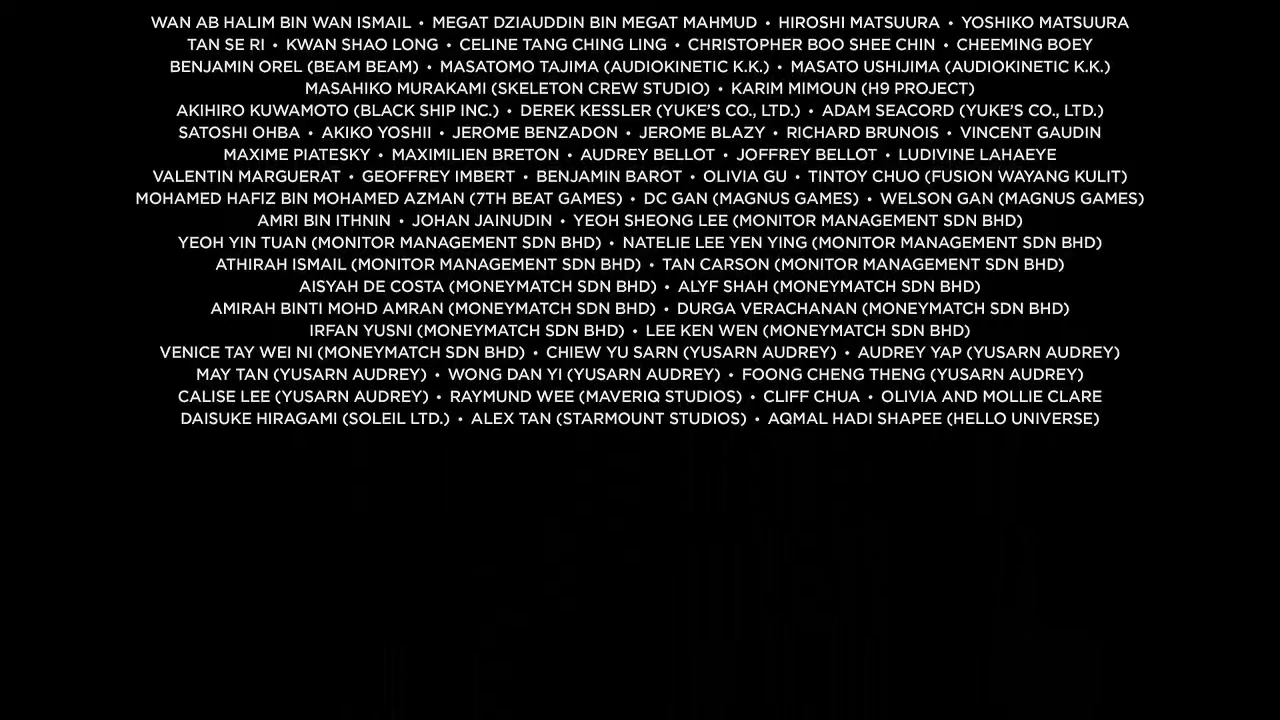 WAN AB HALIM BIN WAN ISMAIL • MEGAT DZIAUDDIN BIN MEGAT MAHMUD • HIROSHI MATSUURA • YOSHIKO MATSUURA
TAN SE RI • KWAN SHAO LONG • CELINE TANG CHING LING • CHRISTOPHER BOO SHEE CHIN • CHEEMING BOEY
BENJAMIN OREL (BEAM BEAM) • MASATOMO TAJIMA (AUDIOKINETIC K.K.) • MASATO USHIJIMA (AUDIOKINETIC K.K.)
MASAHIKO MURAKAMI (SKELETON CREW STUDIO) • KARIM MIMOUN (H9 PROJECT)
AKIHIRO KUWAMOTO (BLACK SHIP INC.) • DEREK KESSLER (YUKE'S CO., LTD.) • ADAM SEACORD (YUKE'S CO., LTD.)
SATOSHI OHBA • AKIKO YOSHII • JEROME BENZADON • JEROME BLAZY • RICHARD BRUNOIS • VINCENT GAUDIN
MAXIME PIATESKY • MAXIMILIEN BRETON • AUDREY BELLOT • JOFFREY BELLOT • LUDIVINE LAHAEYE
VALENTIN MARGUERAT • GEOFFREY IMBERT • BENJAMIN BAROT • OLIVIA GU • TINTOY CHUO (FUSION WAYANG KULIT)
MOHAMED HAFIZ BIN MOHAMED AZMAN (7TH BEAT GAMES) • DC GAN (MAGNUS GAMES) • WELSON GAN (MAGNUS GAMES)
AMRI BIN ITHNIN • JOHAN JAINUDIN • YEOH SHEONG LEE (MONITOR MANAGEMENT SDN BHD)
YEOH YIN TUAN (MONITOR MANAGEMENT SDN BHD) • NATELIE LEE YEN YING (MONITOR MANAGEMENT SDN BHD)
ATHIRAH ISMAIL (MONITOR MANAGEMENT SDN BHD) • TAN CARSON (MONITOR MANAGEMENT SDN BHD)
AISYAH DE COSTA (MONEYMATCH SDN BHD) • ALYF SHAH (MONEYMATCH SDN BHD)
AMIRAH BINTI MOHD AMRAN (MONEYMATCH SDN BHD) • DURGA VERACHANAN (MONEYMATCH SDN BHD)
IRFAN YUSNI (MONEYMATCH SDN BHD) • LEE KEN WEN (MONEYMATCH SDN BHD)
VENICE TAY WEI NI (MONEYMATCH SDN BHD) • CHIEW YU SARN (YUSARN AUDREY) • AUDREY YAP (YUSARN AUDREY)
MAY TAN (YUSARN AUDREY) • WONG DAN YI (YUSARN AUDREY) • FOONG CHENG THENG (YUSARN AUDREY)
CALISE LEE (YUSARN AUDREY) • RAYMUND WEE (MAVERIQ STUDIOS) • CLIFF CHUA • OLIVIA AND MOLLIE CLARE
DAISUKE HIRAGAMI (SOLEIL LTD.) • ALEX TAN (STARMOUNT STUDIOS) • AQMAL HADI SHAPEE (HELLO UNIVERSE)